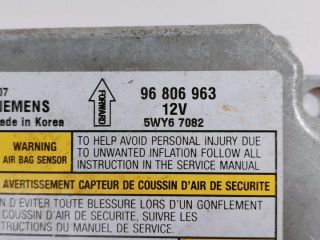 07
IEMENS
ade in Korea
FORWARD
96 806 963
12V
5WY6 7082
WARNING
AIR BAG SENSOR
TO HELP AVOID PERSONAL INJURY DUE
TO UNWANTED INFLATION FOLLOW ALL
INSTRUCTION IN THE SERVICE MANUAL
AVERTISSEMENT CAPTEUR DE COUSSIN D'AIR DE SECURITE
N D'EVITER TOUTE BLESSURE LORS D'UN GONFLEMENT
COUSSIN D'AIR DE SECURITE, SUIVRE LES
STRUCTIONS DU MANUEL DE SERVICE